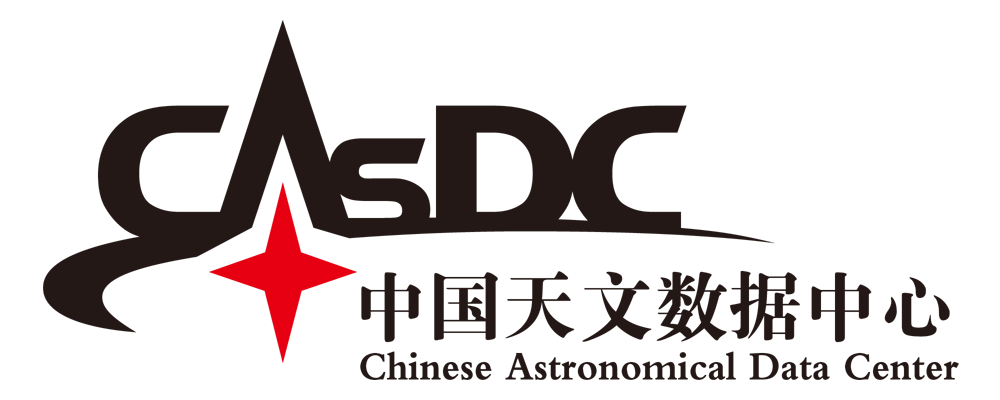 CAsDC
中国天文数据中心
Chinese Astronomical Data Center